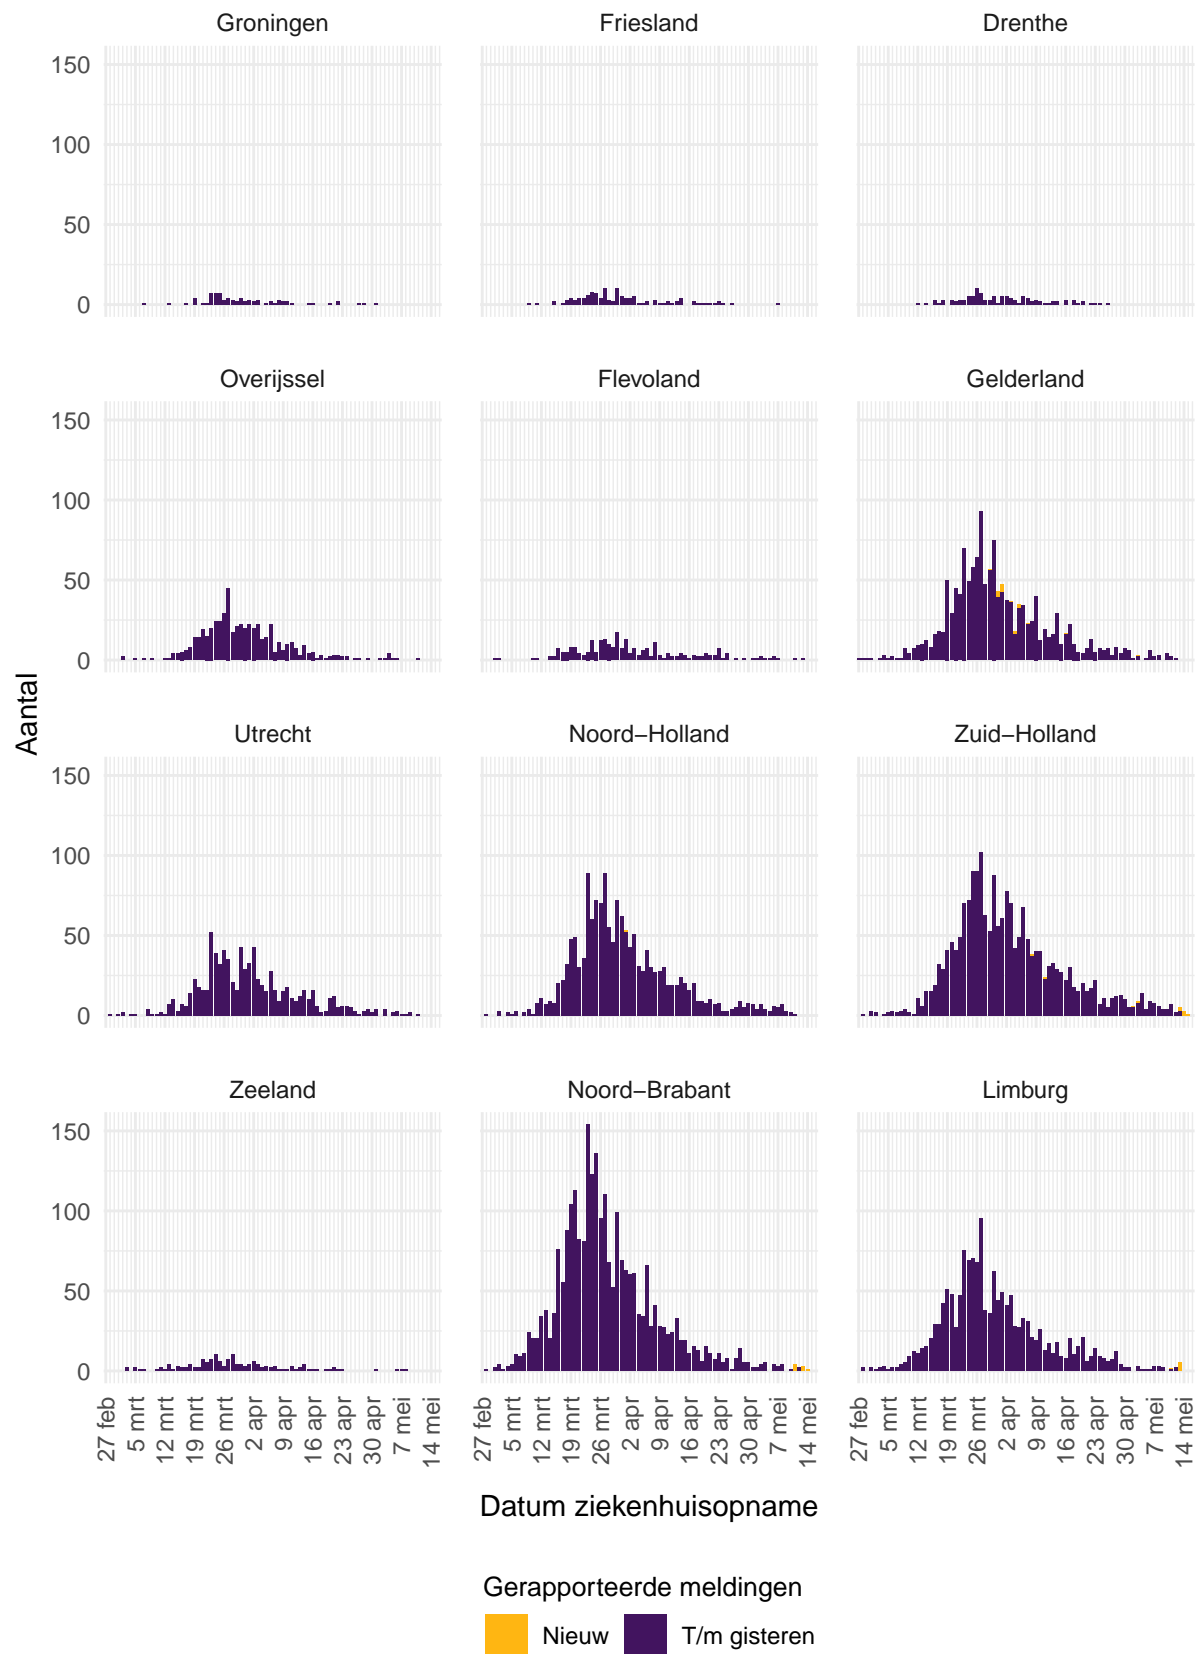 Groningen Friesland Drenthe
150
100
50
0
Overijssel Flevoland Gelderland
150
100
50
0
Aantal
Utrecht Noord−Holland Zuid−Holland
150
100
50
0
Zeeland Noord−Brabant Limburg
150
100
50
0
27 feb 5 mrt 12 mrt 19 mrt 26 mrt 2 apr 9 apr 16 apr 23 apr 30 apr 7 mei 14 mei
27 feb 5 mrt 12 mrt 19 mrt 26 mrt 2 apr 9 apr 16 apr 23 apr 30 apr 7 mei 14 mei
27 feb 5 mrt 12 mrt 19 mrt 26 mrt 2 apr 9 apr 16 apr 23 apr 30 apr 7 mei 14 mei
Datum ziekenhuisopname
Gerapporteerde meldingen
Nieuw T/m gisteren